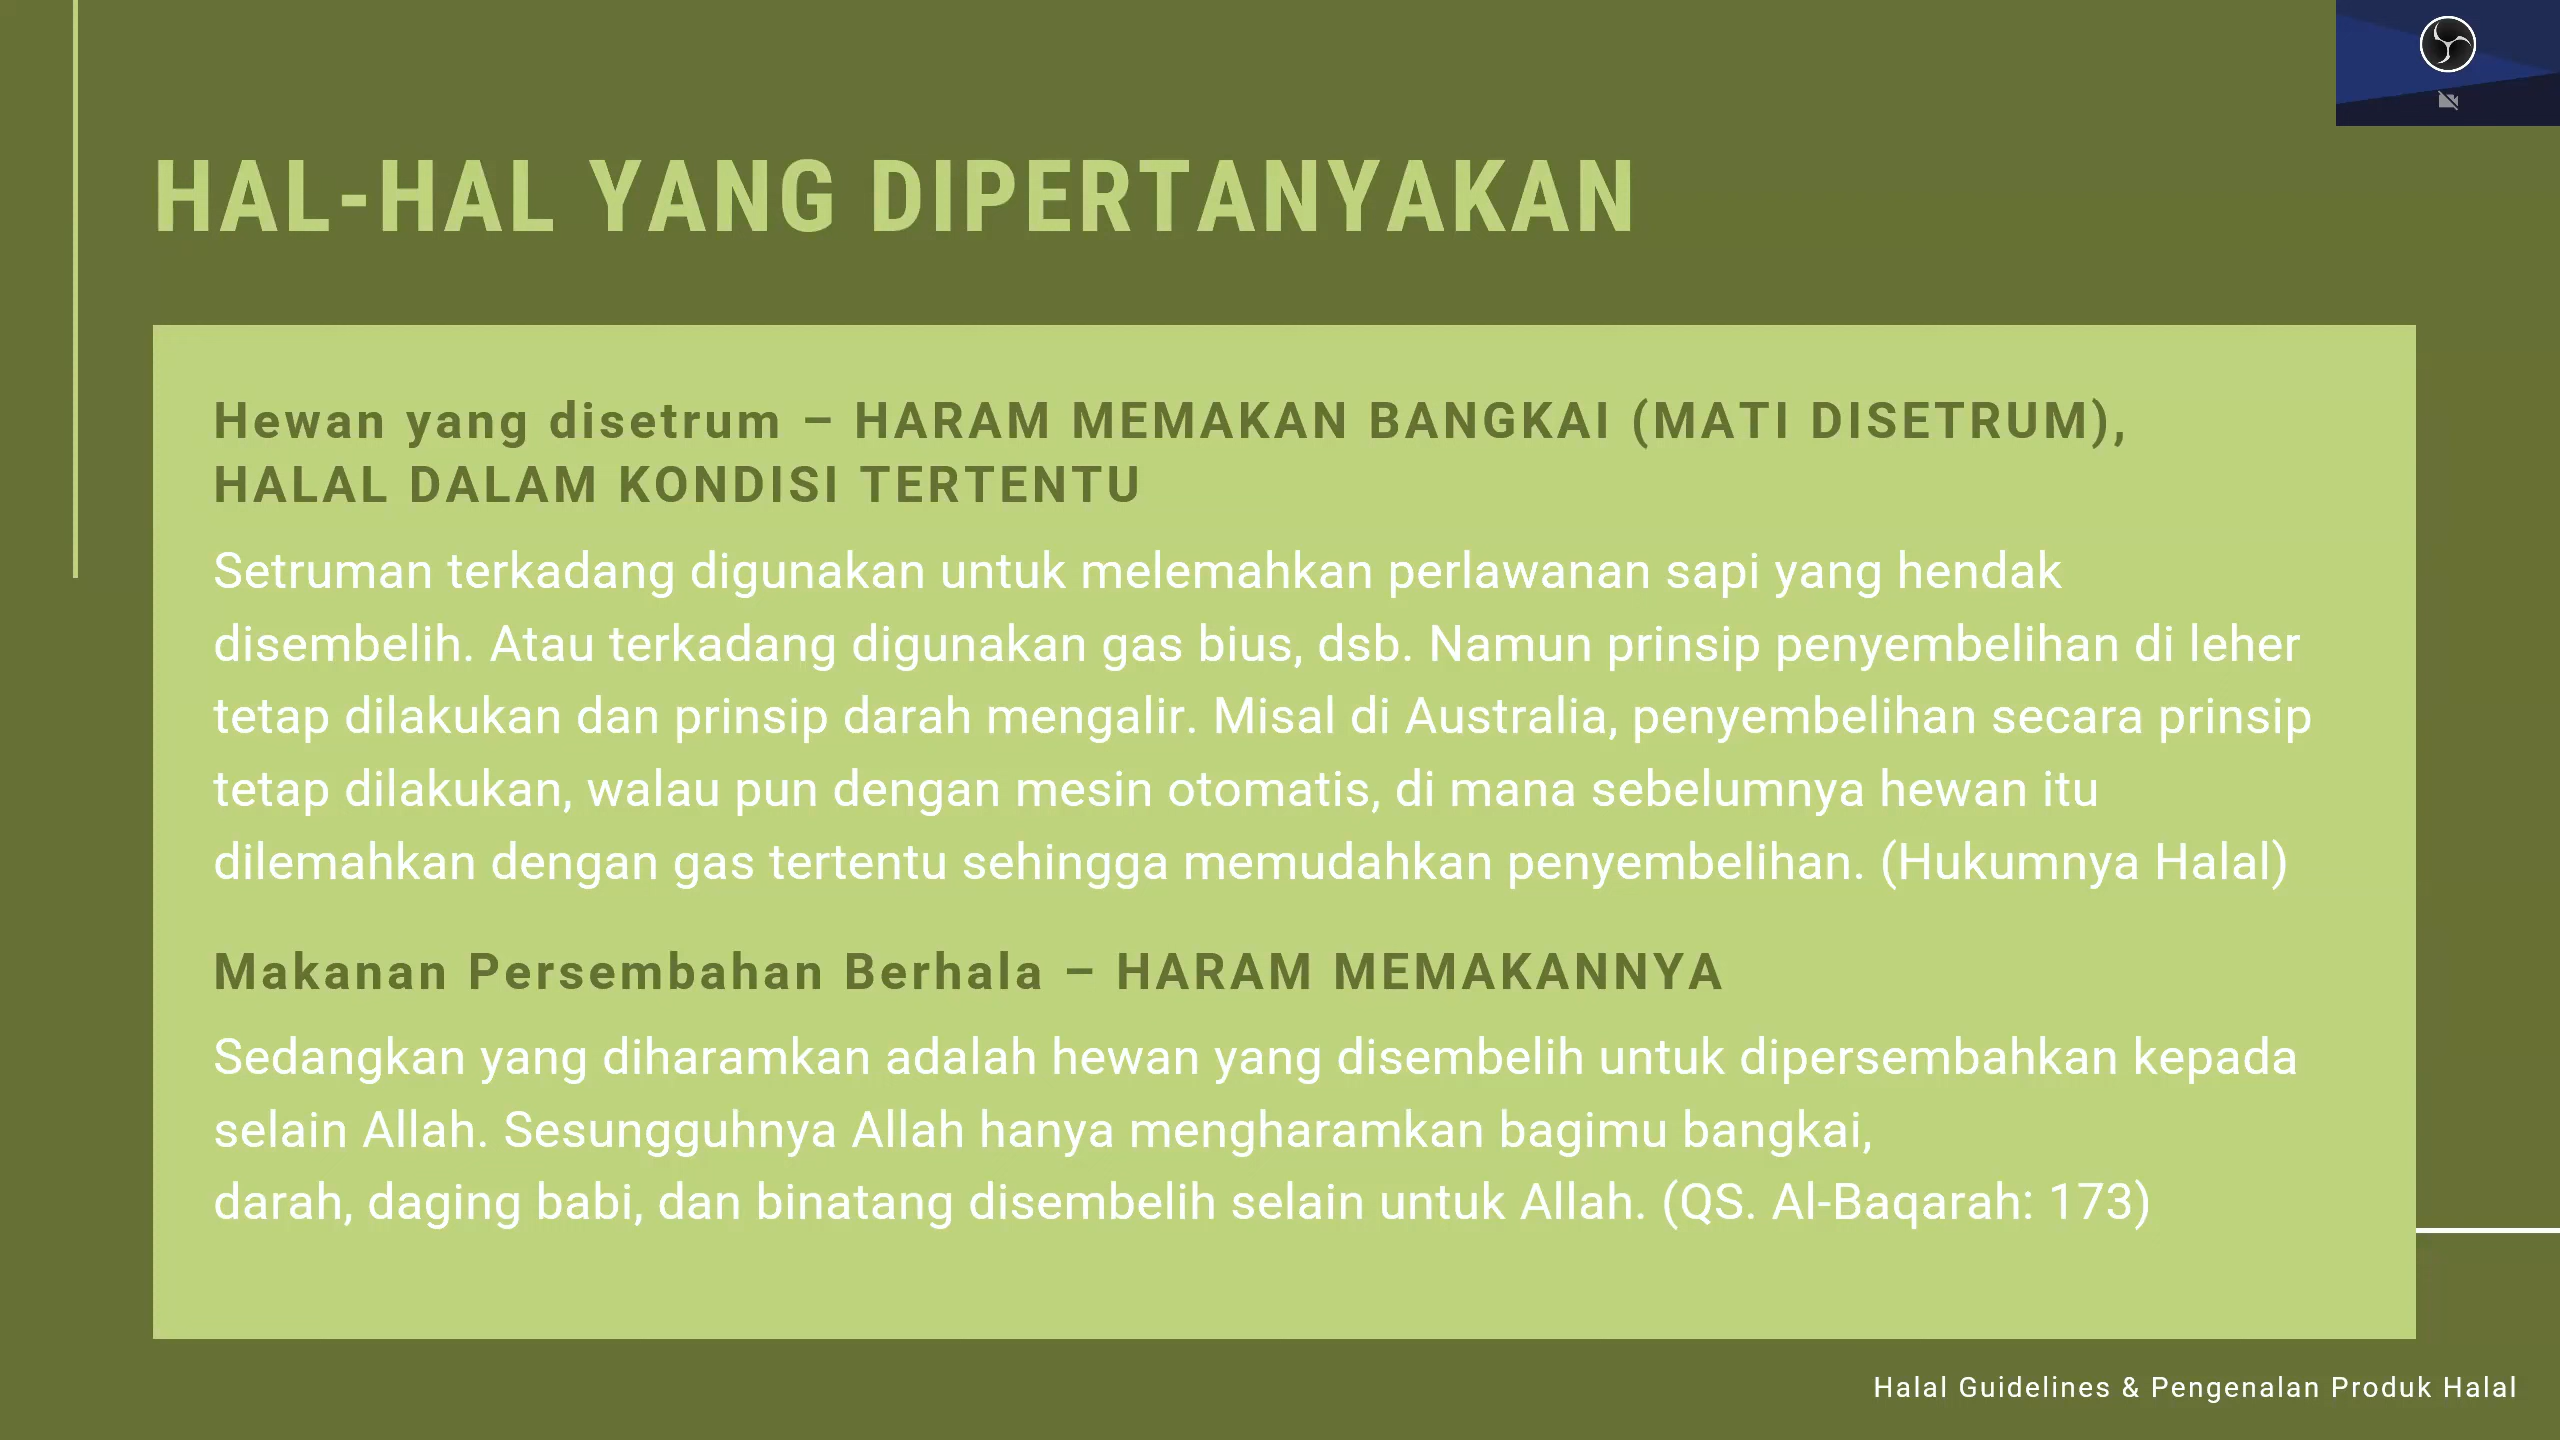 HAL-HAL YANG DIPERTANYAKAN
Hewan yang disetrum – HARAM MEMAKAN BANGKAI (MATI DISETRUM),
HALAL DALAM KONDISI TERTENTU
Setruman terkadang digunakan untuk melemahkan perlawanan sapi yang hendak
disembelih. Atau terkadang digunakan gas bius, dsb. Namun prinsip penyembelihan di leher
tetap dilakukan dan prinsip darah mengalir. Misal di Australia, penyembelihan secara prinsip
tetap dilakukan, walau pun dengan mesin otomatis, di mana sebelumnya hewan itu
dilemahkan dengan gas tertentu sehingga memudahkan penyembelihan. (Hukumnya Halal)
Makanan Persembahan Berhala – HARAM MEMAKANNYA
Sedangkan yang diharamkan adalah hewan yang disembelih untuk dipersembahkan kepada
selain Allah. Sesungguhnya Allah hanya mengharamkan bagimu bangkai,
darah, daging babi, dan binatang disembelih selain untuk Allah. (QS. Al-Baqarah: 173)
Halal Guidelines & Pengenalan Produk Halal